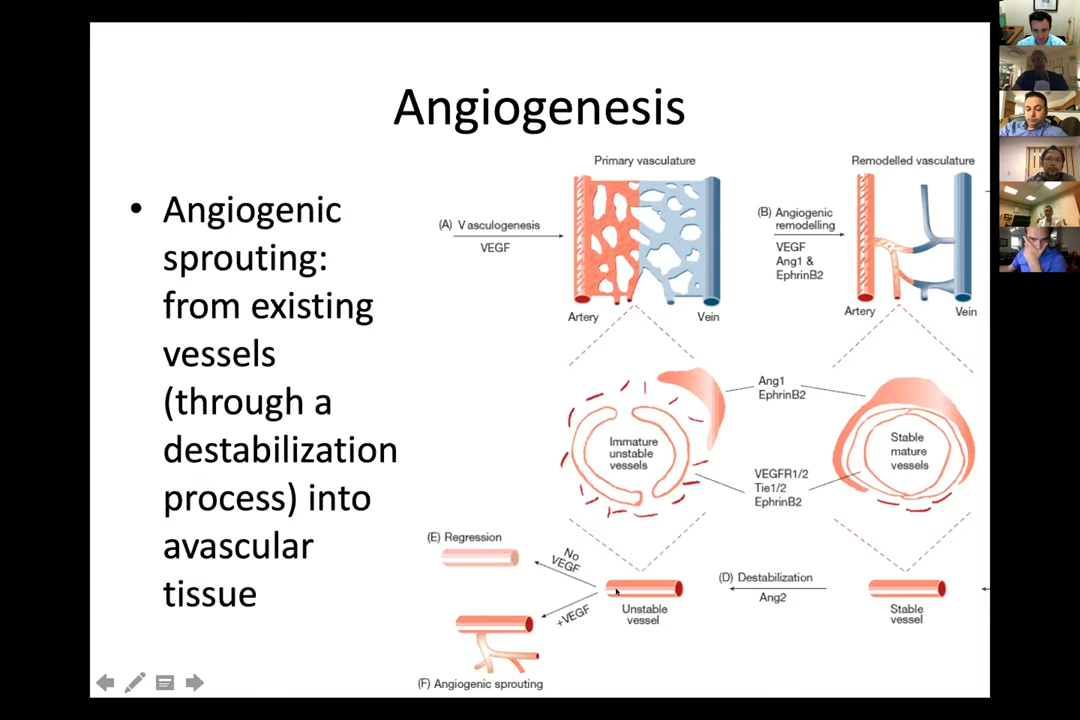 Angiogenesis
• Angiogenic
sprouting:
from existing
vessels
(through a
destabilization
process) into
avascular
tissue
Primary vasculature
(A) Vasculogenesis
VEGF
Artery
Vein
Remodelled vasculature
(B) Angiogenic
remodelling
VEGF
Ang1 &
EphrinB2
Artery
Vein
Immature
unstable
vessels
Ang1
EphrinB2
VEGFR1/2
Tie1/2
EphrinB2
Stable
mature
vessels
(E) Regression
No
VEGF
+VEGF
Unstable
vessel
(D) Destabilization
Ang2
Stable
vessel
(F) Angiogenic sprouting